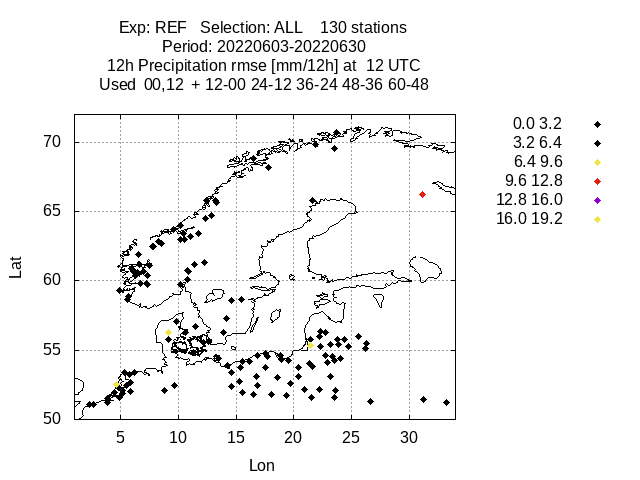 Exp: REF   Selection: ALL    130 stations
Period: 20220603-20220630
12h Precipitation rmse [mm/12h] at  12 UTC
Used  00,12  + 12-00 24-12 36-24 48-36 60-48
70
65
60
55
50
Lat
5 10 15 20 25 30
Lon
0.0 3.2
3.2 6.4
6.4 9.6
9.6 12.8
12.8 16.0
16.0 19.2